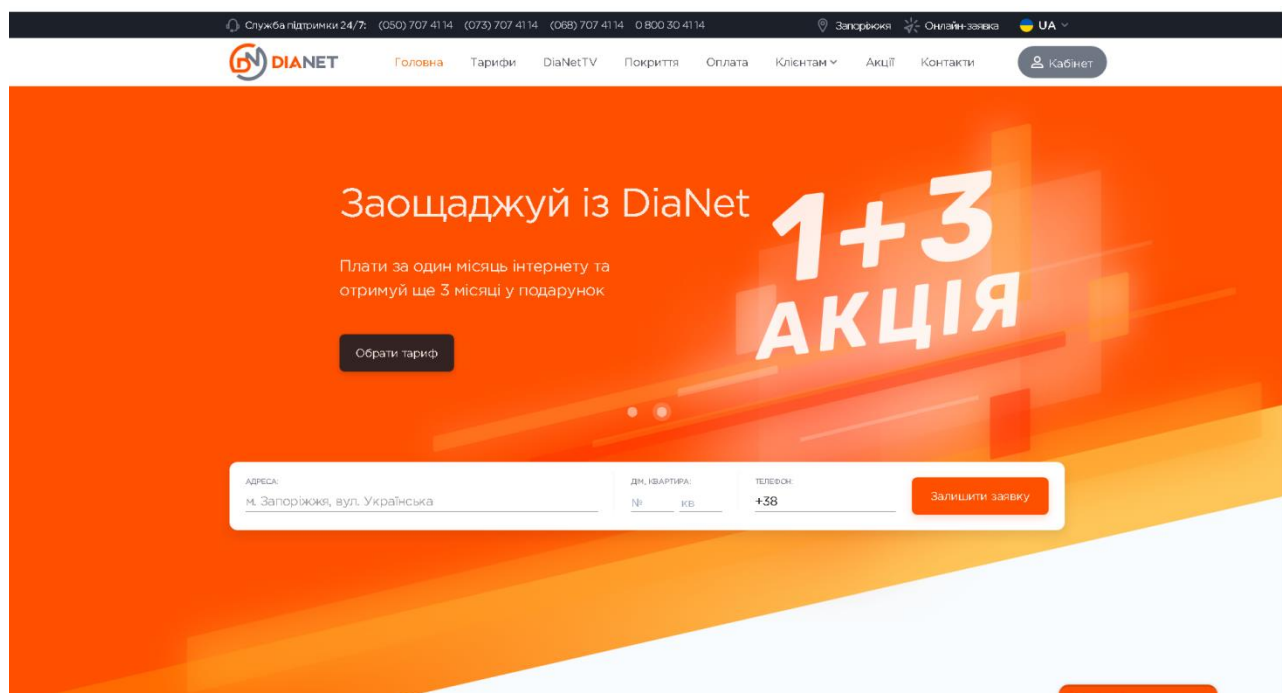 Служба підтримки 24/7: (050) 707 41 14 (073) 707 41 14 (068) 707 41 14 0 800 30 41 14 Запоріжжя Онлайн-заявка UA
DN DIANET Головна Тарифи DiaNetTV Покриття Оплата Клієнтам Акції Контакти Кабінет
Заощаджуй із DiaNet
Плати за один місяць інтернету та
отримуй ще 3 місяці у подарунок
Обрати тариф
1+3
АКЦІЯ
АДРЕСА: ДІМ, КВАРТИРА: ТЕЛЕФОН:
м. Запоріжжя, вул. Українська № кв +38 Залишити заявку